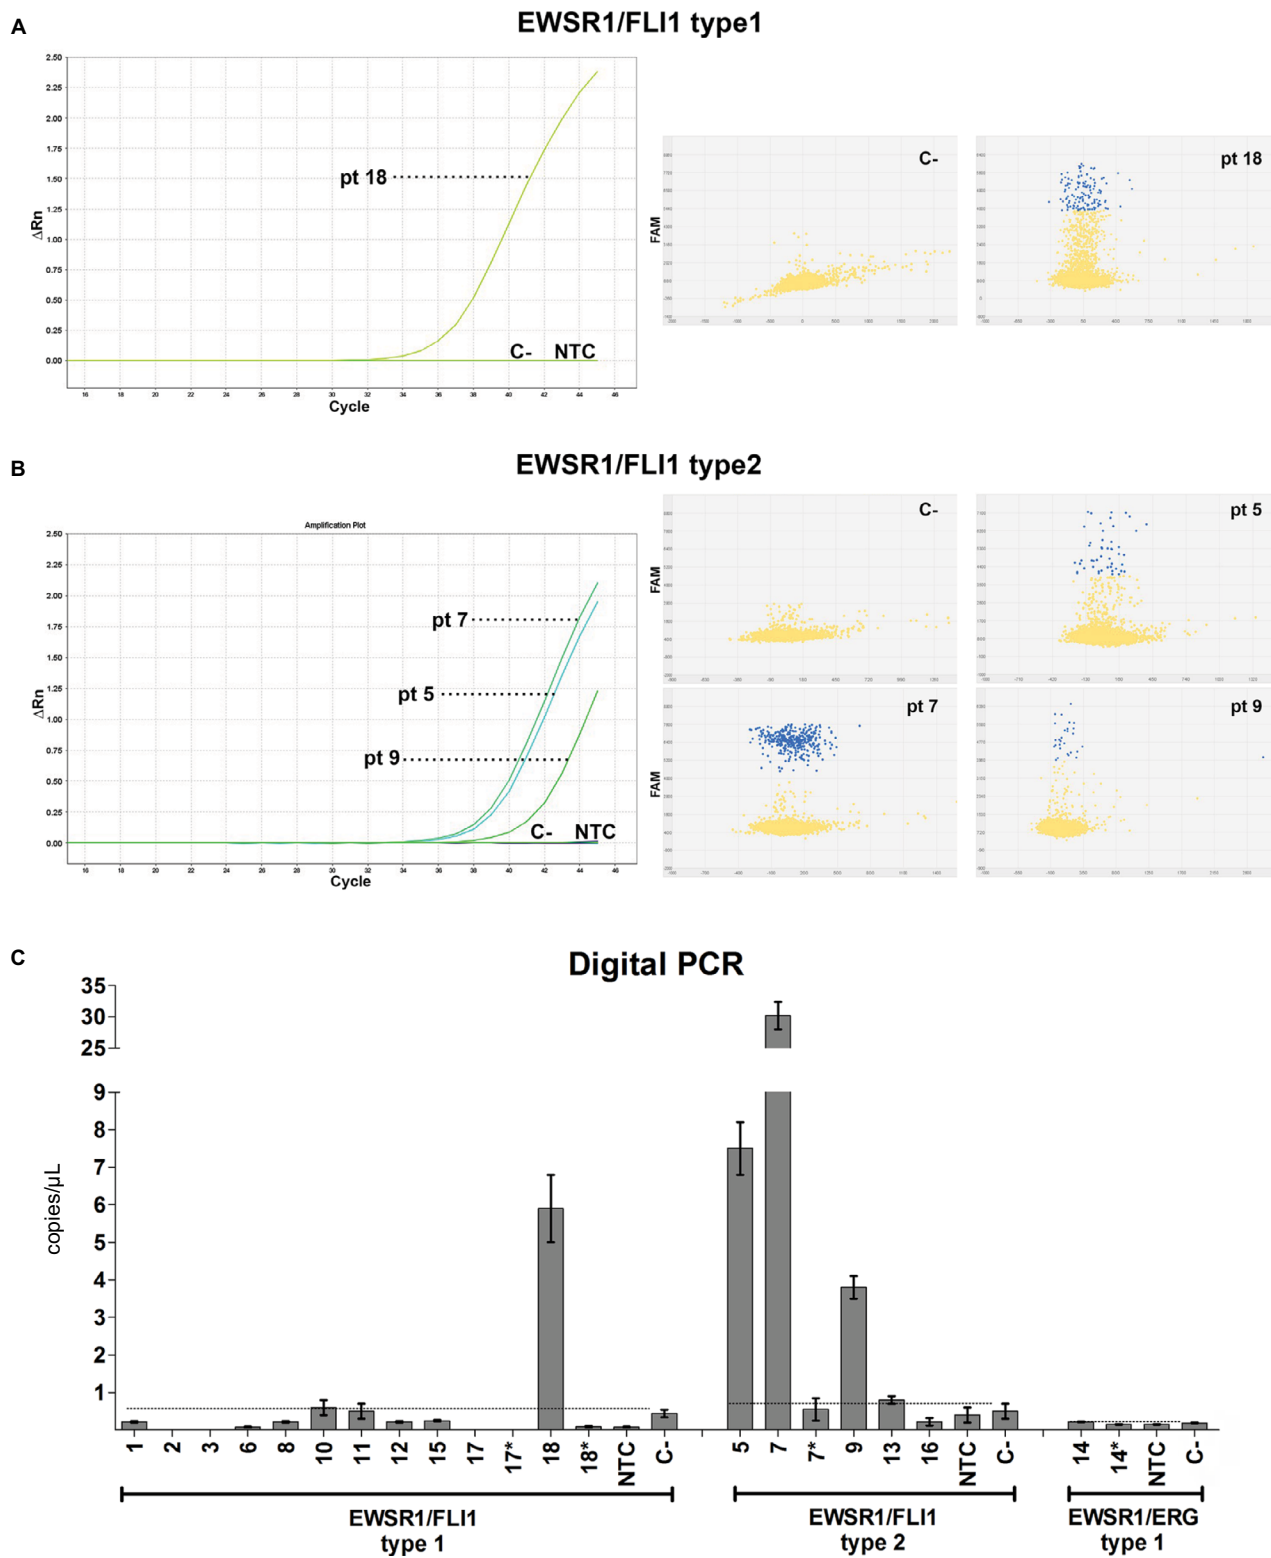 A
EWSR1/FLI1 type1
2.50
2.25
2.00
1.75
1.50
1.25
1.00
0.75
0.50
0.25
0.00
ΔRn
pt 18
C- NTC
16 18 20 22 24 26 28 30 32 34 36 38 40 42 44 46
Cycle
C-
FAM
pt 18
B
EWSR1/FLI1 type2
Amplification Plot
2.50
2.25
2.00
1.75
1.50
1.25
1.00
0.75
0.50
0.25
0.00
ΔRn
pt 7
pt 5
pt 9
C- NTC
16 18 20 22 24 26 28 30 32 34 36 38 40 42 44 46
Cycle
C-
FAM
pt 5
pt 7
FAM
pt 9
C
Digital PCR
35
30
25
9
8
7
6
5
4
3
2
1
copies/µL
1 2 3 6 8 10 11 12 15 17 17* 18 18* NTC C- 5 7 7* 9 13 16 NTC C- 14 14* NTC C-
EWSR1/FLI1
type 1
EWSR1/FLI1
type 2
EWSR1/ERG
type 1